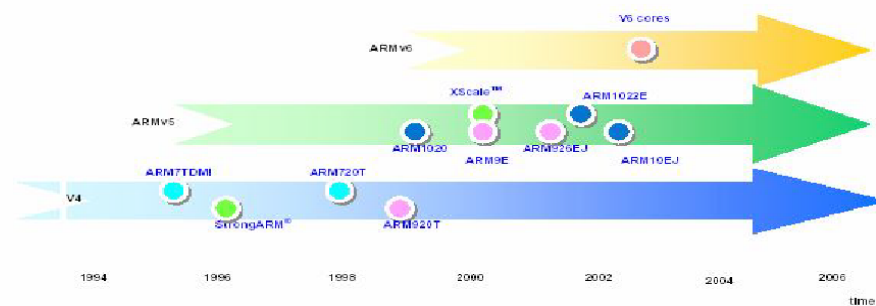 V6 cores
ARMv6
XScale™
ARM1022E
ARMv5
ARM1020
ARM9E
ARM926EJ
ARM10EJ
ARM7TDMI
ARM720T
V4
StrongARM®
ARM920T
1994 1996 1998 2000 2002 2004 2006
time